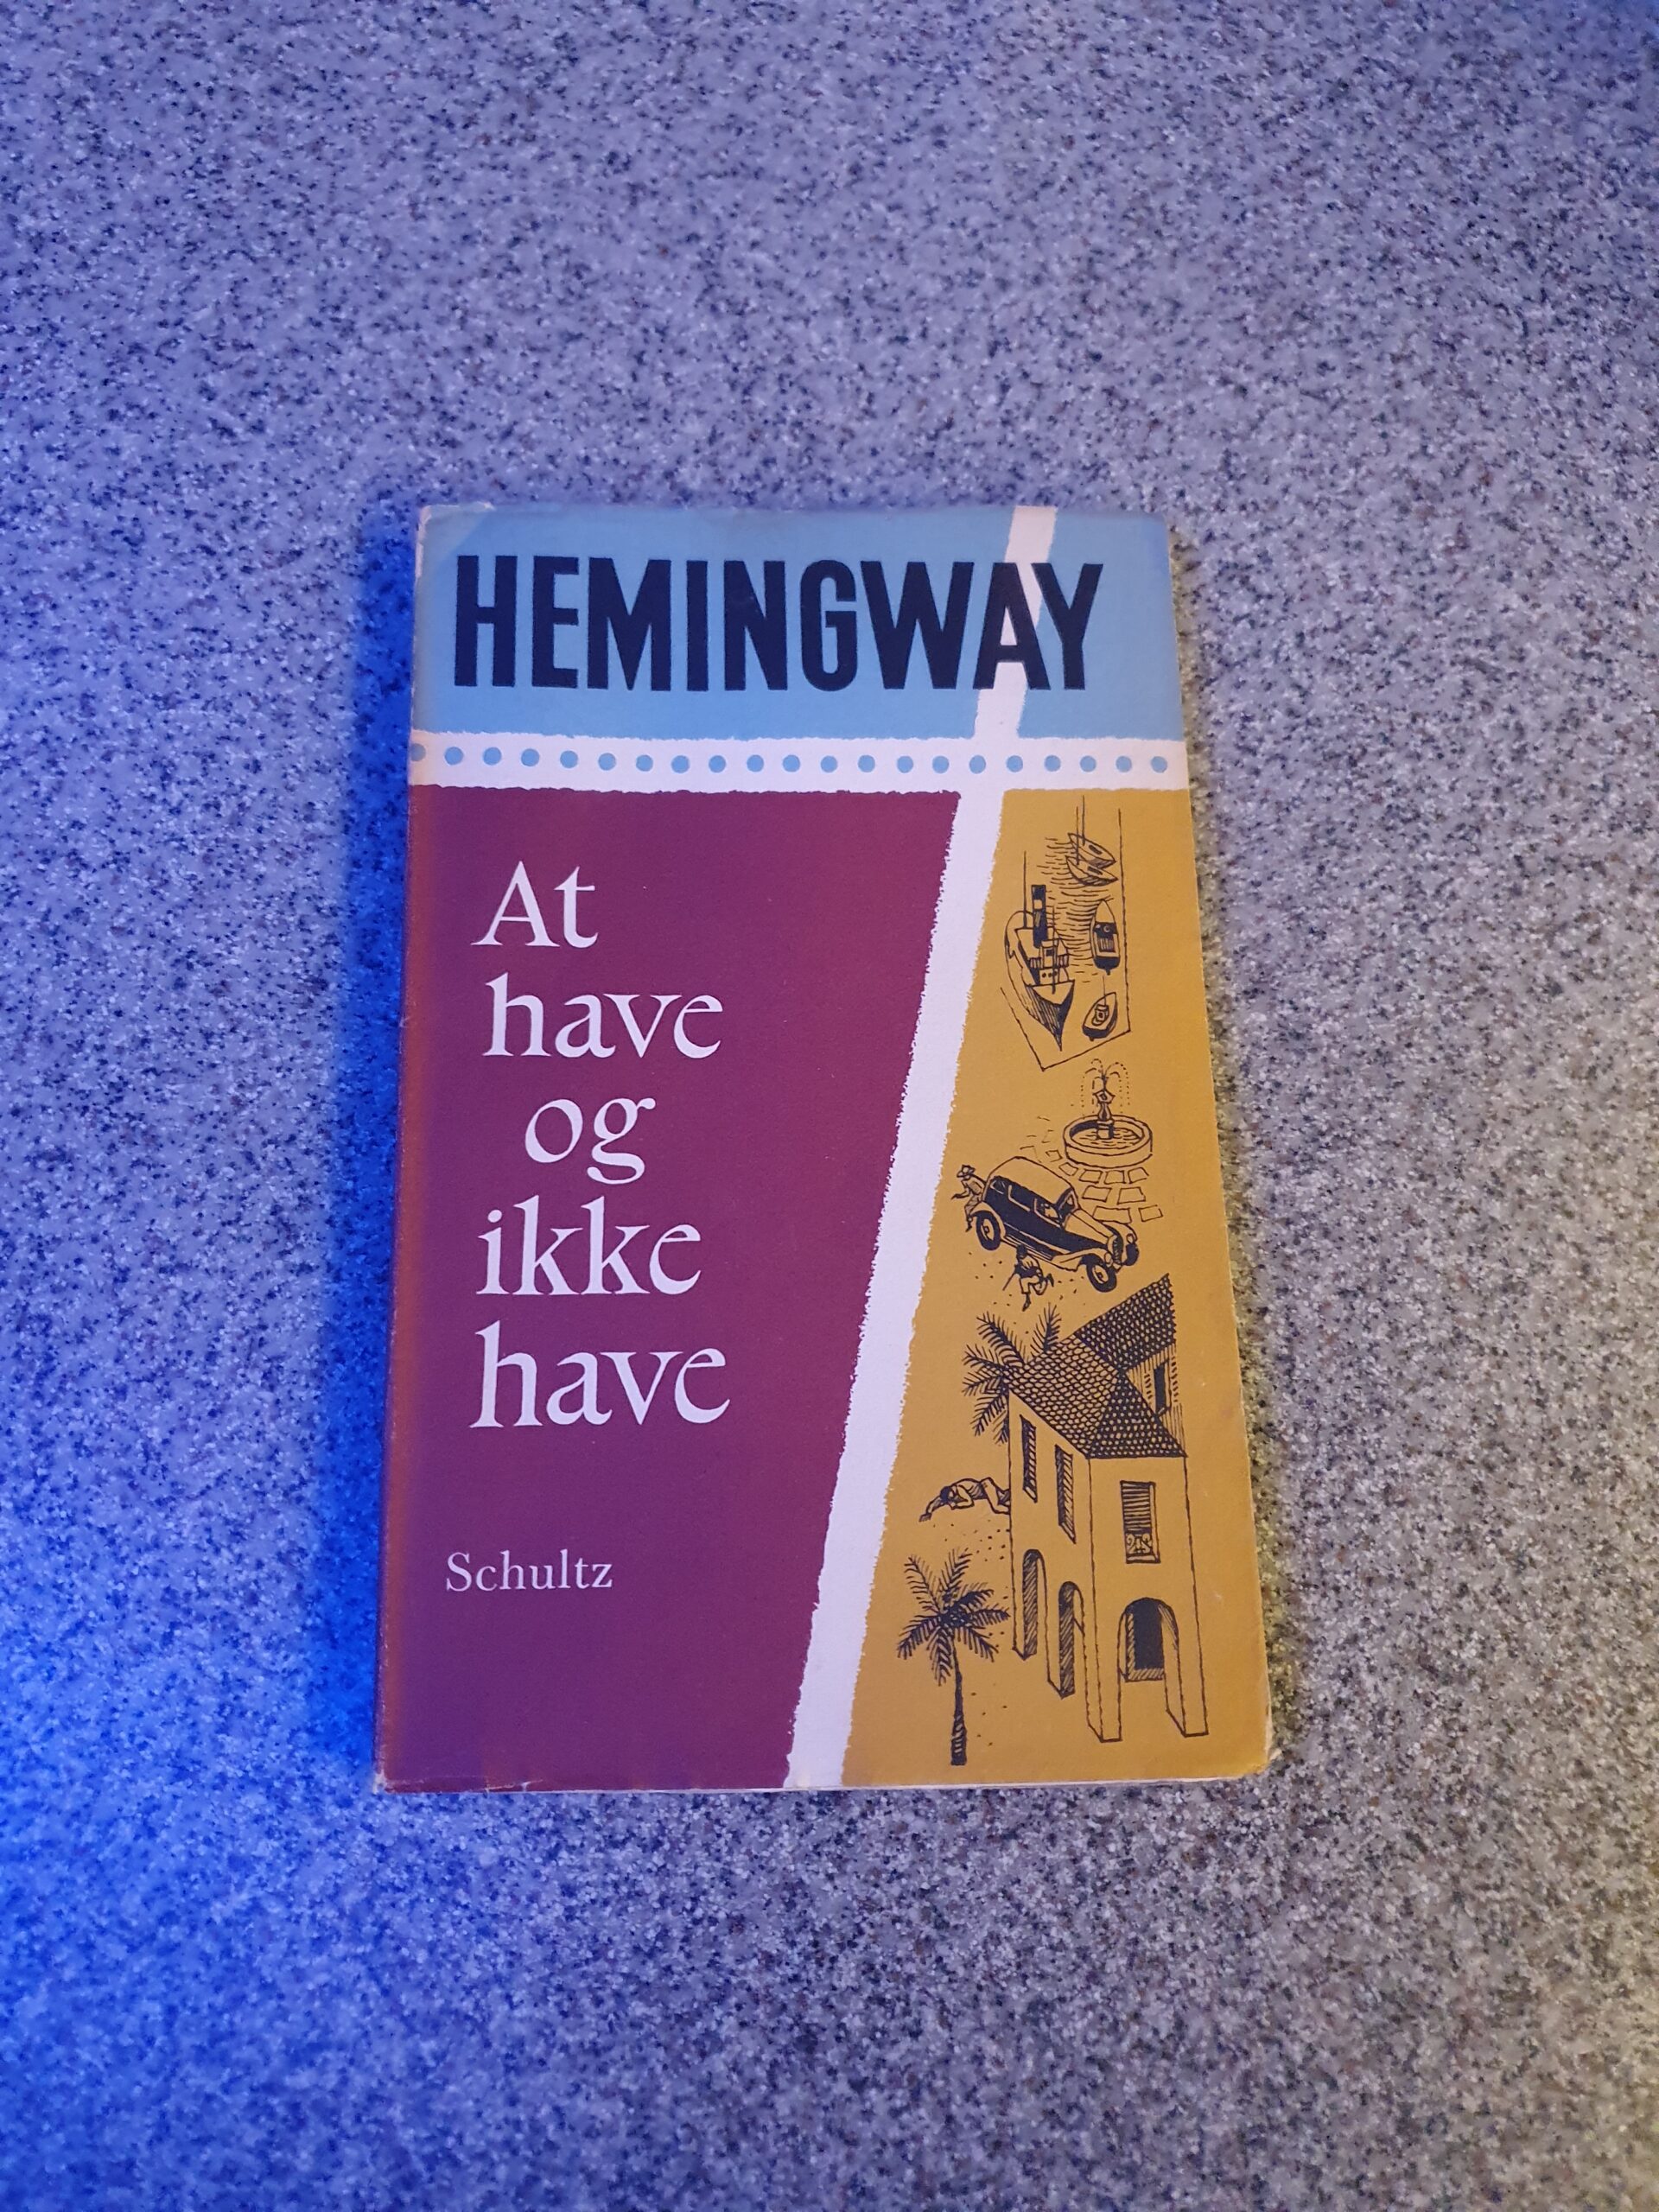 HEMINGWAY
At
have
og
ikke
have
Schultz